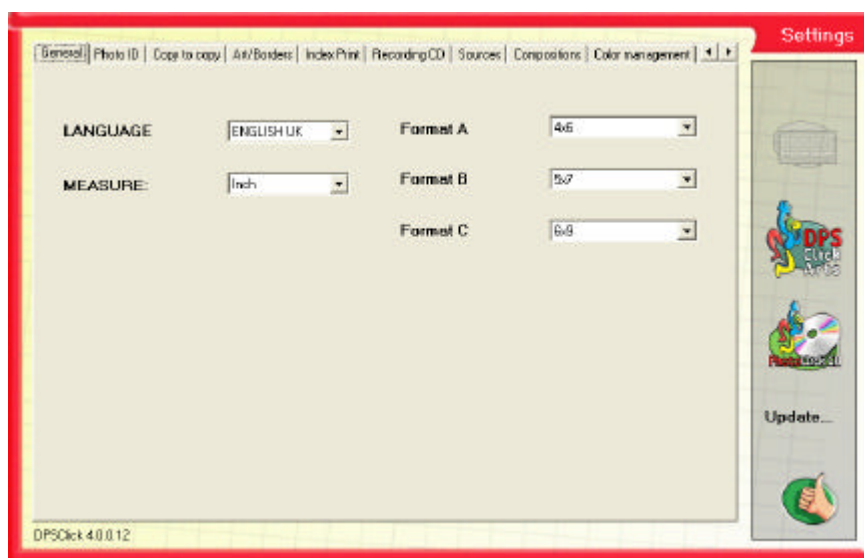 Settings
General Photo ID Copy to copy Art/Borders Index Print Recording CD Sources Compositions Color management
LANGUAGE ENGLISH UK Format A 4x6
MEASURE: Inch Format B 5x7
Format C 6x9
DPS
Click
Arts
Update...
DPSClick 4.0.0.12